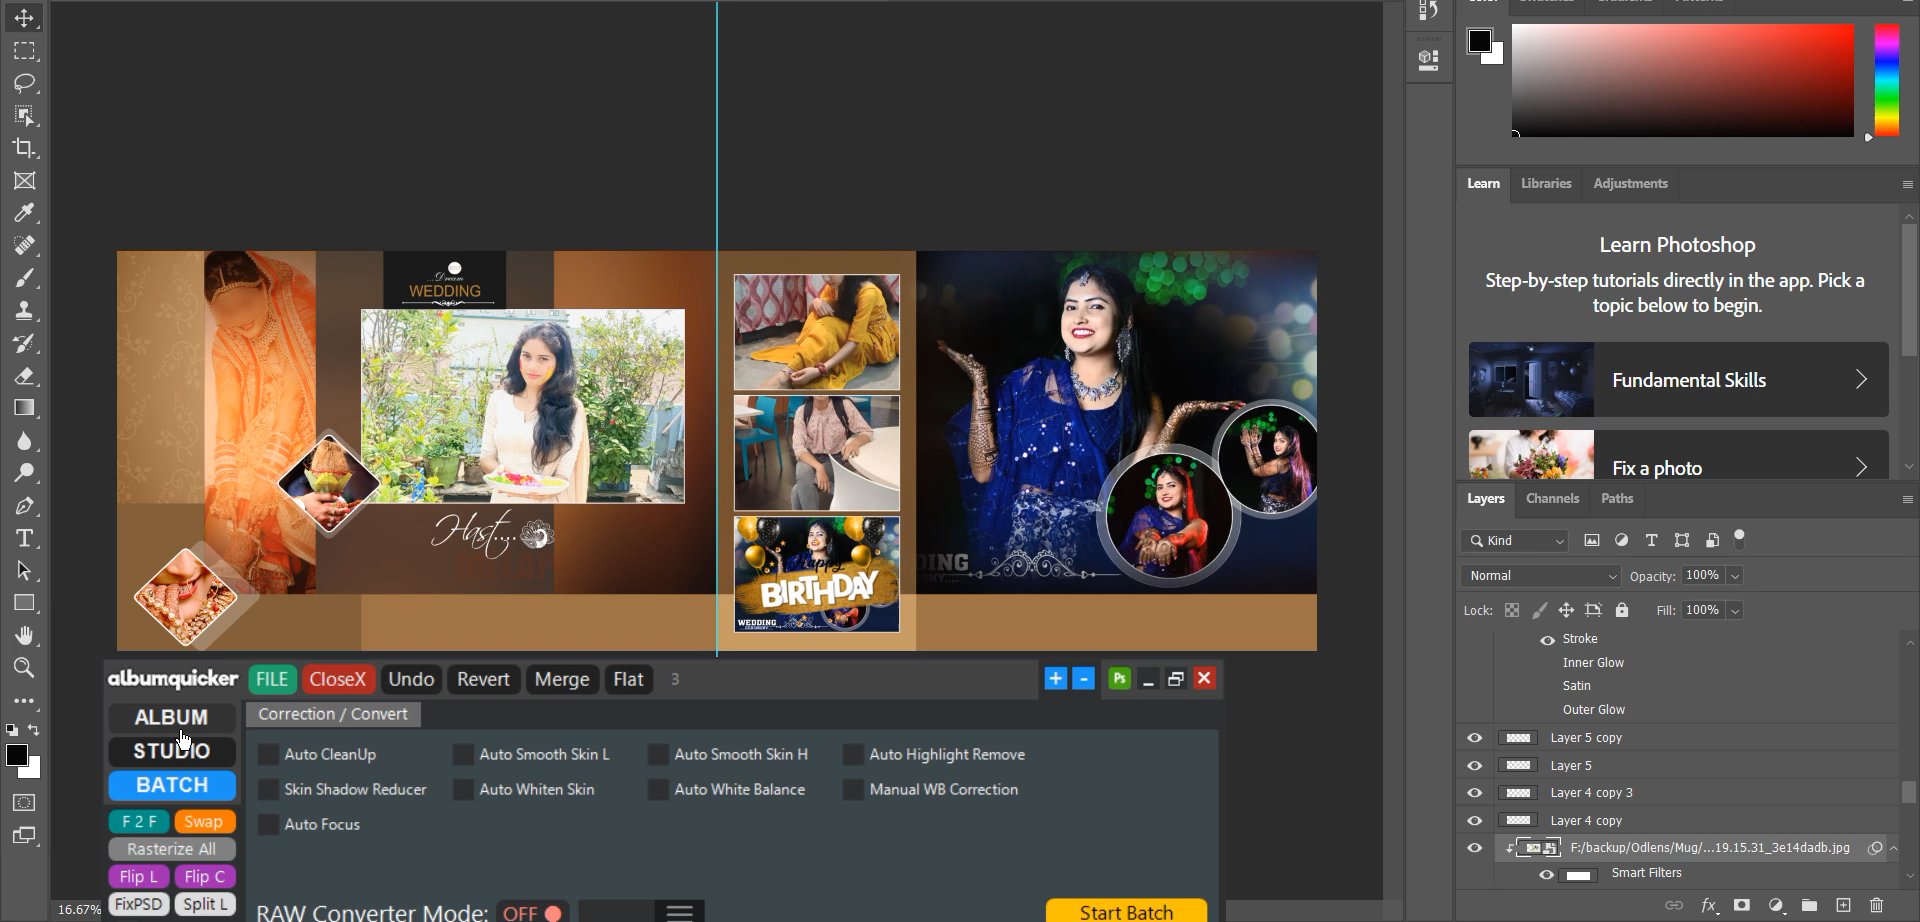 Learn Libraries Adjustments
Learn Photoshop
Step-by-step tutorials directly in the app. Pick a
topic below to begin.
Fundamental Skills
Fix a photo
Layers Channels Paths
Kind
Normal Opacity: 100%
Lock: Fill: 100%
Stroke
Inner Glow
Satin
Outer Glow
Layer 5 copy
Layer 5
Layer 4 copy 3
Layer 4 copy
F:/backup/Odlens/Mug/...19.15.31_3e14dadb.jpg
Smart Filters
Dream
WEDDING
Hast....
happy
BIRTHDAY
WEDDING
albumquicker FILE CloseX Undo Revert Merge Flat 3 + - Ps
ALBUM
STUDIO
BATCH
F 2 F Swap
Rasterize All
Flip L Flip C
FixPSD Split L
16.67%
Correction / Convert
Auto CleanUp Auto Smooth Skin L Auto Smooth Skin H Auto Highlight Remove
Skin Shadow Reducer Auto Whiten Skin Auto White Balance Manual WB Correction
Auto Focus
RAW Converter Mode: OFF
Start Batch